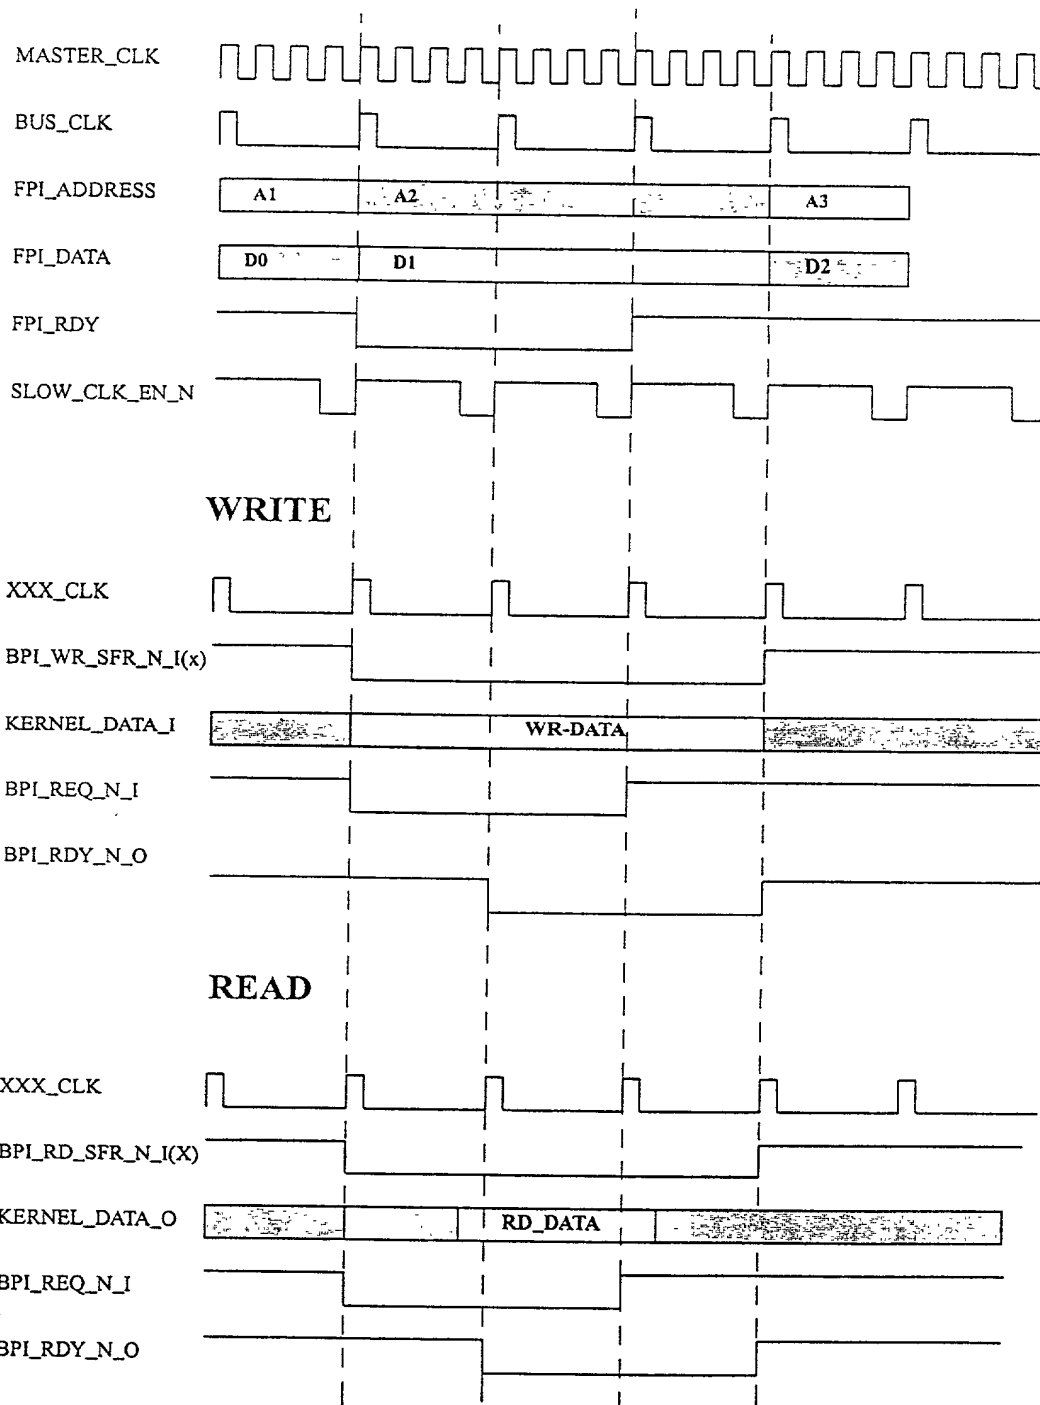 MASTER_CLK
BUS_CLK
FPI_ADDRESS A1 A2 A3
FPI_DATA D0 D1 D2
FPI_RDY
SLOW_CLK_EN_N
WRITE
XXX_CLK
BPI_WR_SFR_N_I(x)
KERNEL_DATA_I WR-DATA
BPI_REQ_N_I
BPI_RDY_N_O
READ
XXX_CLK
BPI_RD_SFR_N_I(X)
KERNEL_DATA_O RD_DATA
BPI_REQ_N_I
BPI_RDY_N_O